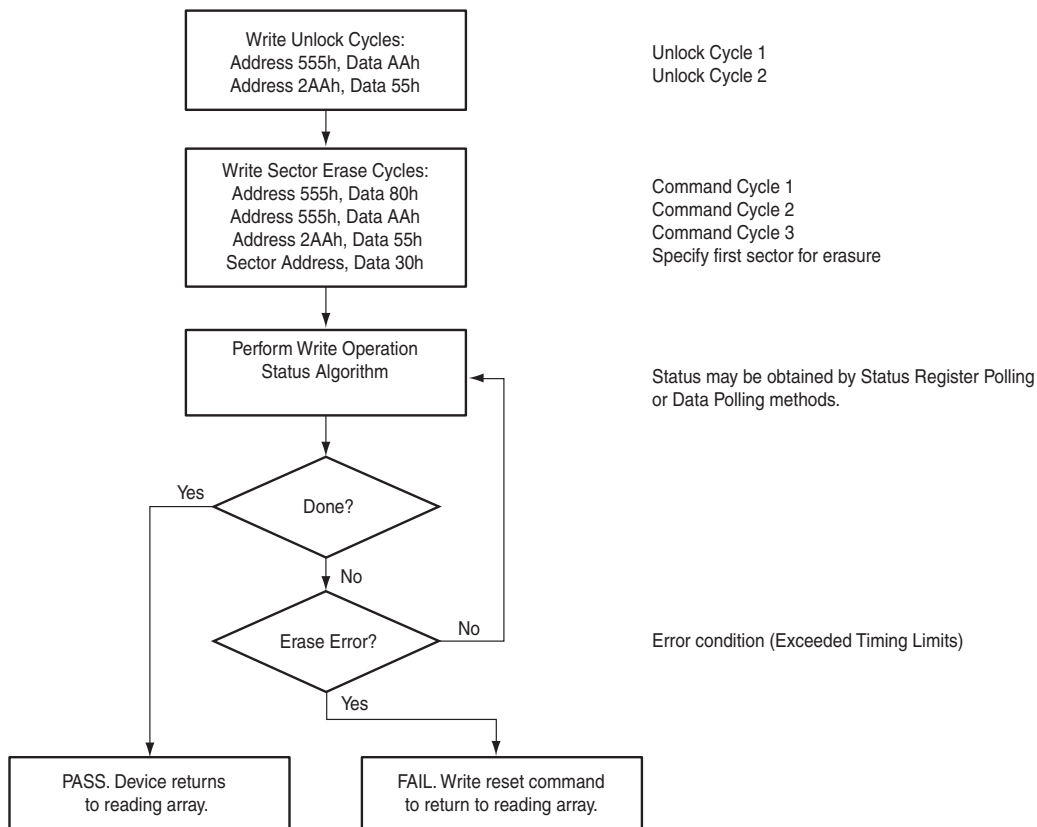 Write Unlock Cycles:
Address 555h, Data AAh
Address 2AAh, Data 55h
Unlock Cycle 1
Unlock Cycle 2
Write Sector Erase Cycles:
Address 555h, Data 80h
Address 555h, Data AAh
Address 2AAh, Data 55h
Sector Address, Data 30h
Command Cycle 1
Command Cycle 2
Command Cycle 3
Specify first sector for erasure
Perform Write Operation
Status Algorithm
Status may be obtained by Status Register Polling
or Data Polling methods.
Yes
Done?
No
Erase Error?
No
Error condition (Exceeded Timing Limits)
Yes
PASS. Device returns
to reading array.
FAIL. Write reset command
to return to reading array.